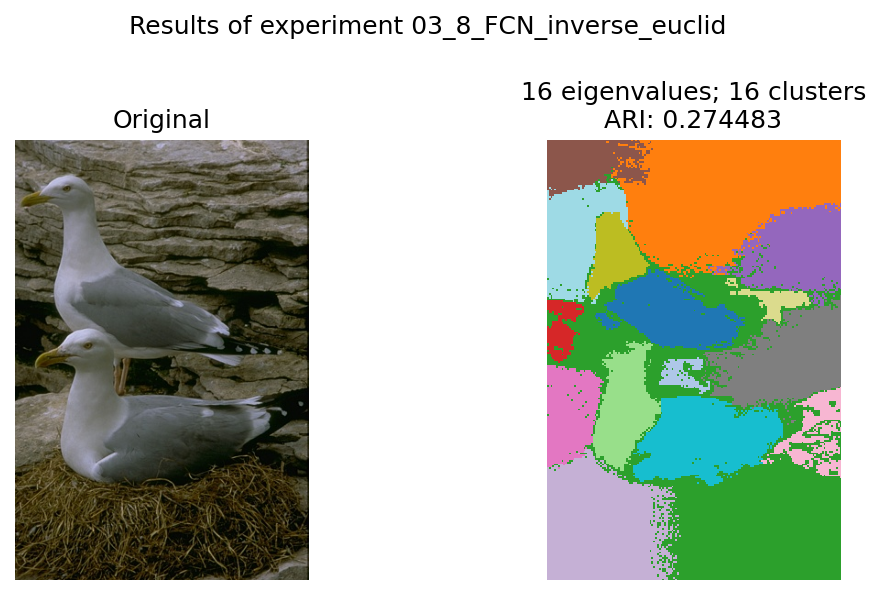 Results of experiment 03_8_FCN_inverse_euclid
Original
16 eigenvalues; 16 clusters
ARI: 0.274483